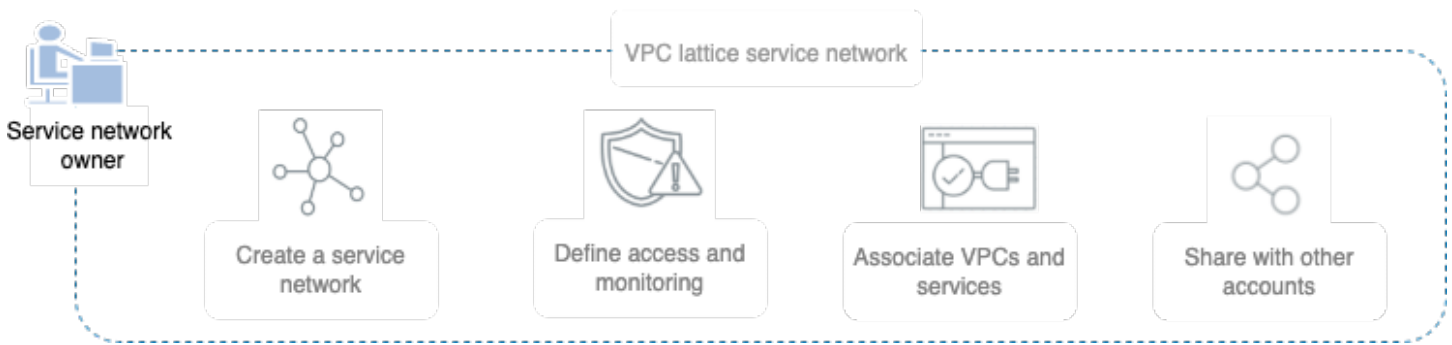 VPC lattice service network
Service network
owner
Create a service
network
Define access and
monitoring
Associate VPCs and
services
Share with other
accounts